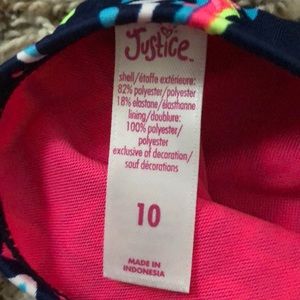 Justice
shell/étoffe extérieure:
82% polyester/polyester
18% elastane/élasthanne
lining/doublure:
100% polyester/
polyester
exclusive of decoration/
sauf décorations
10
MADE IN
INDONESIA